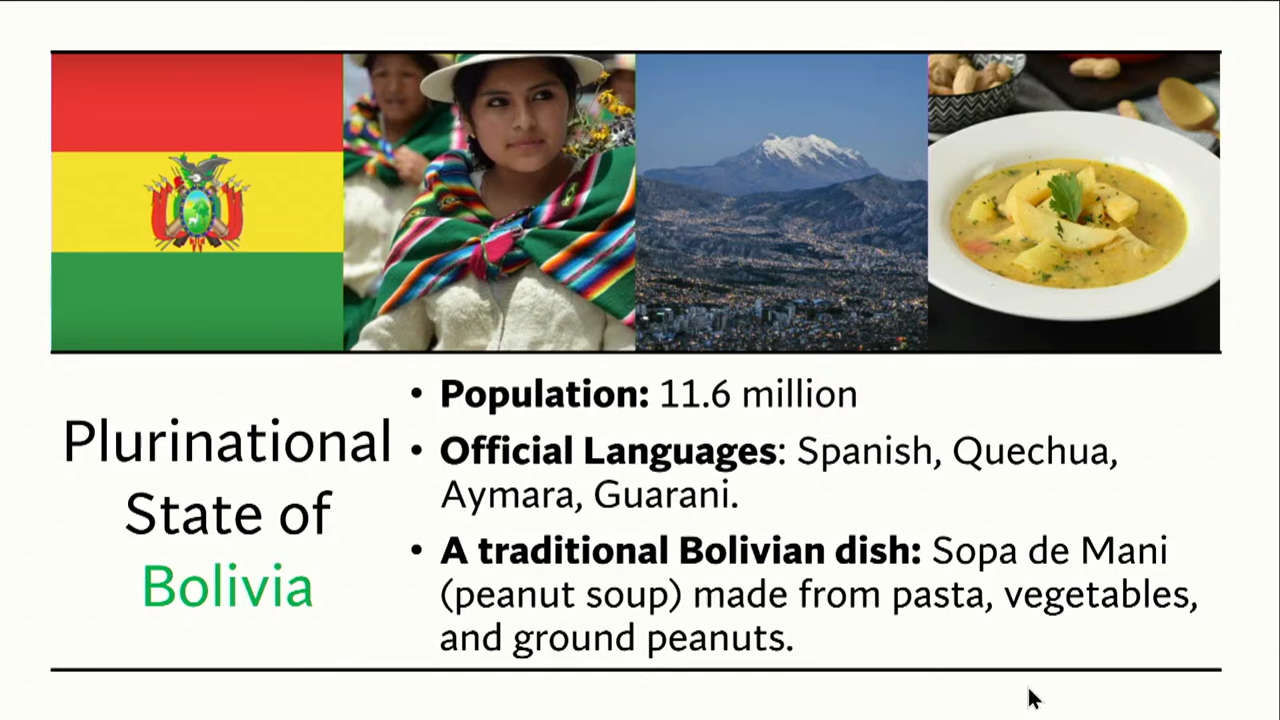 Plurinational
State of
Bolivia
• Population: 11.6 million
• Official Languages: Spanish, Quechua,
Aymara, Guarani.
• A traditional Bolivian dish: Sopa de Mani
(peanut soup) made from pasta, vegetables,
and ground peanuts.